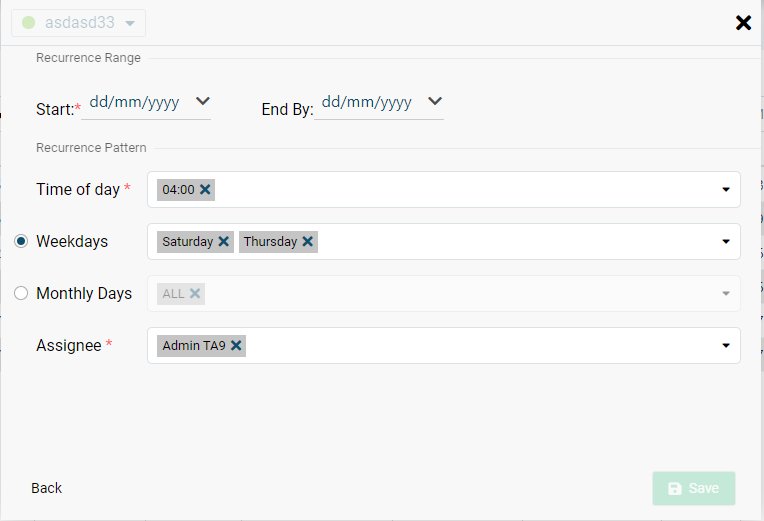 asdasd33
Recurrence Range
Start:* dd/mm/yyyy End By: dd/mm/yyyy
Recurrence Pattern
Time of day * 04:00
Weekdays Saturday Thursday
Monthly Days ALL
Assignee * Admin TA9
Back Save